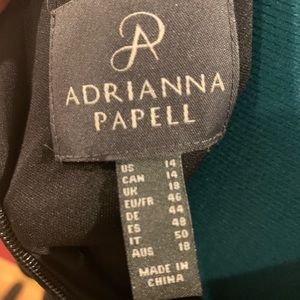 ADRIANNA
PAPELL
US 14
CAN 14
UK 18
EU/FR 46
DE 44
ES 48
IT 50
AUS 18
MADE IN
CHINA